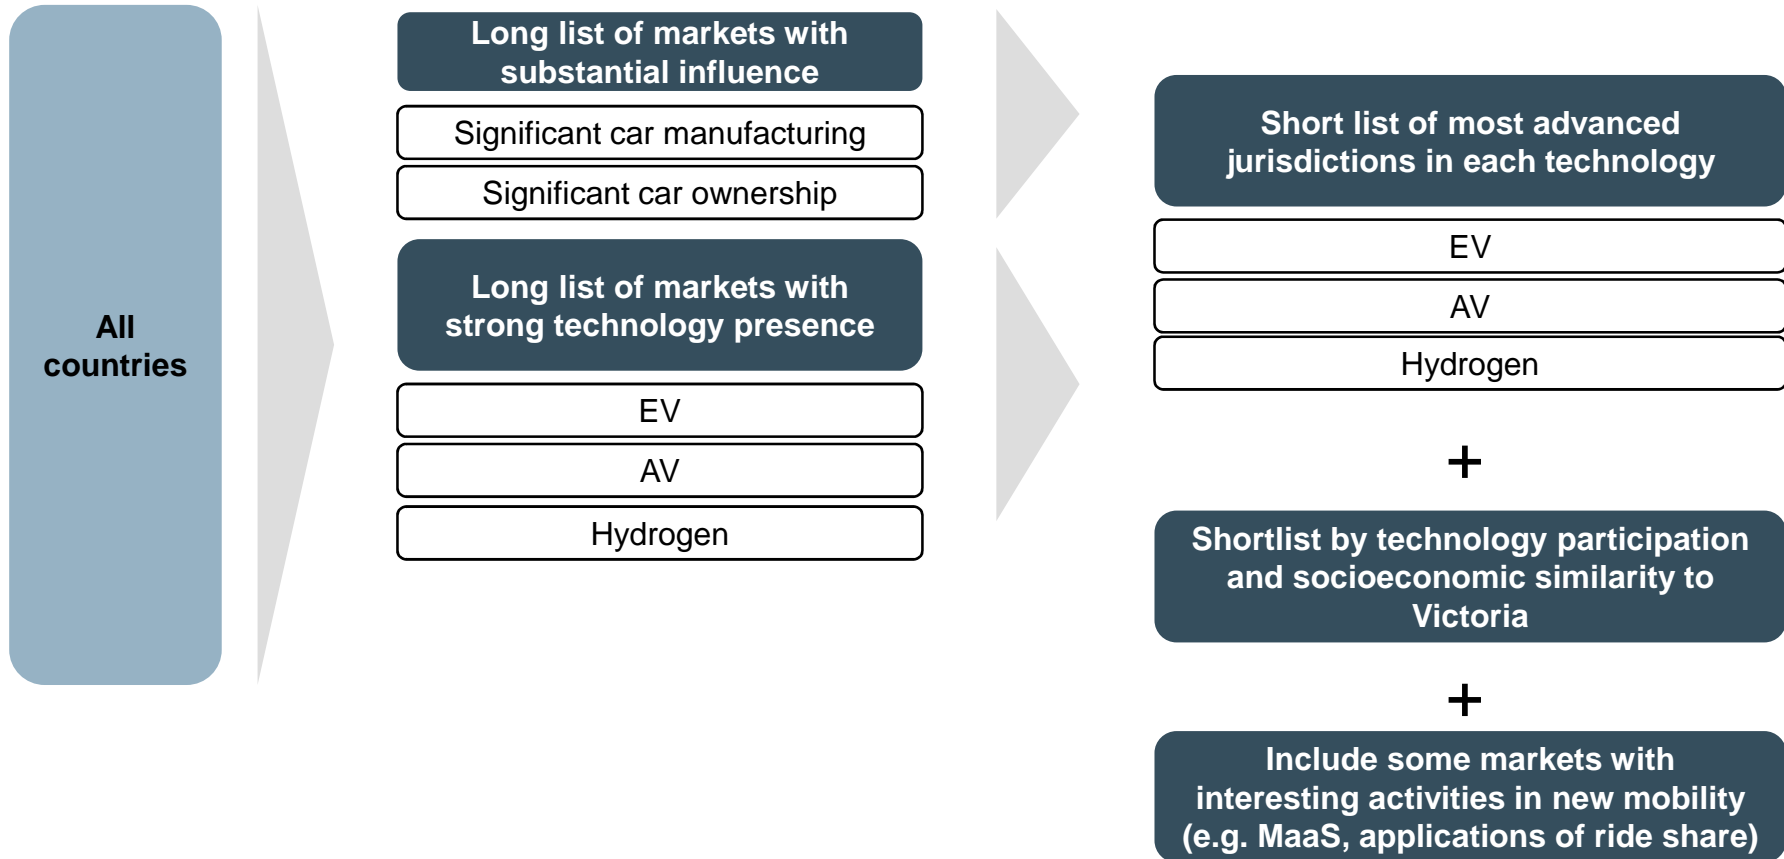 All
countries
Long list of markets with
substantial influence
Significant car manufacturing
Significant car ownership
Long list of markets with
strong technology presence
EV
AV
Hydrogen
Short list of most advanced
jurisdictions in each technology
EV
AV
Hydrogen
+
Shortlist by technology participation
and socioeconomic similarity to
Victoria
+
Include some markets with
interesting activities in new mobility
(e.g. MaaS, applications of ride share)